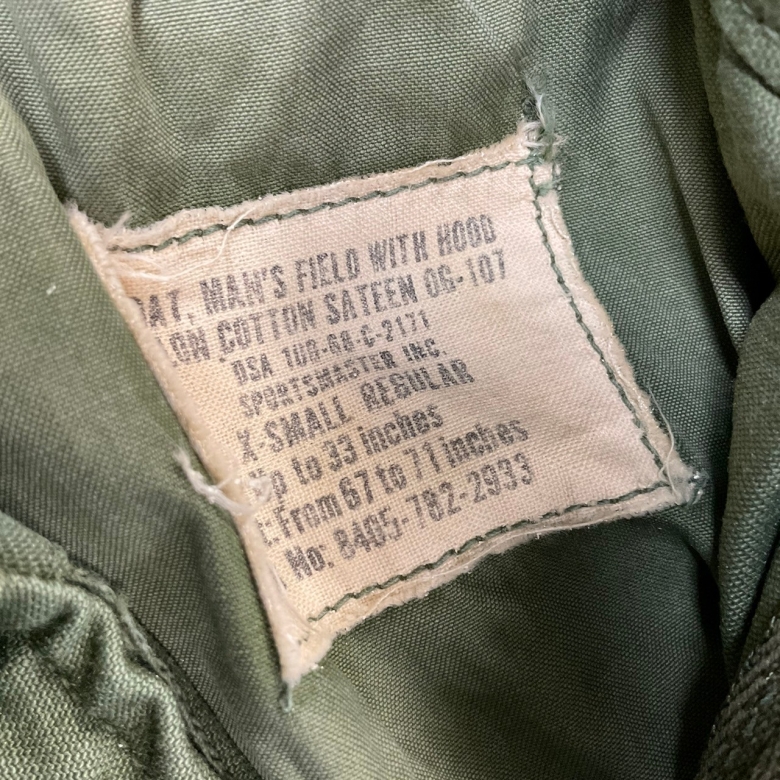 OAT, MAN'S FIELD WITH HOOD
LON COTTON SATEEN OG-107
DSA 100-68-C-2171
SPORTSMASTER INC.
X-SMALL REGULAR
Up to 33 inches
: From 67 to 71 inches
No: 8405-782-2933